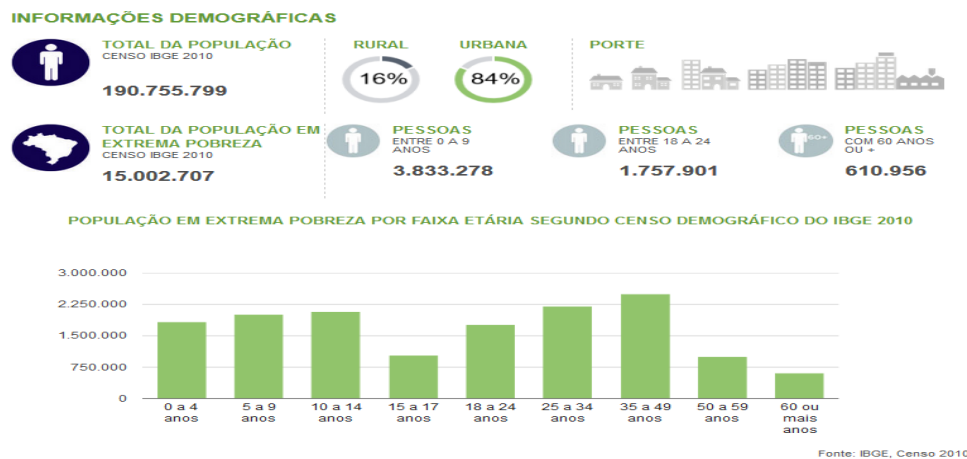 INFORMAÇÕES DEMOGRÁFICAS
TOTAL DA POPULAÇÃO
CENSO IBGE 2010
190.755.799
RURAL
16%
URBANA
84%
PORTE
TOTAL DA POPULAÇÃO EM
EXTREMA POBREZA
CENSO IBGE 2010
15.002.707
PESSOAS
ENTRE 0 A 9
ANOS
3.833.278
PESSOAS
ENTRE 18 A 24
ANOS
1.757.901
60+
PESSOAS
COM 60 ANOS
OU +
610.956
POPULAÇÃO EM EXTREMA POBREZA POR FAIXA ETÁRIA SEGUNDO CENSO DEMOGRÁFICO DO IBGE 2010
3.000.000
2.250.000
1.500.000
750.000
0
0 a 4
anos
5 a 9
anos
10 a 14
anos
15 a 17
anos
18 a 24
anos
25 a 34
anos
35 a 49
anos
50 a 59
anos
60 ou
mais
anos
Fonte: IBGE, Censo 2010